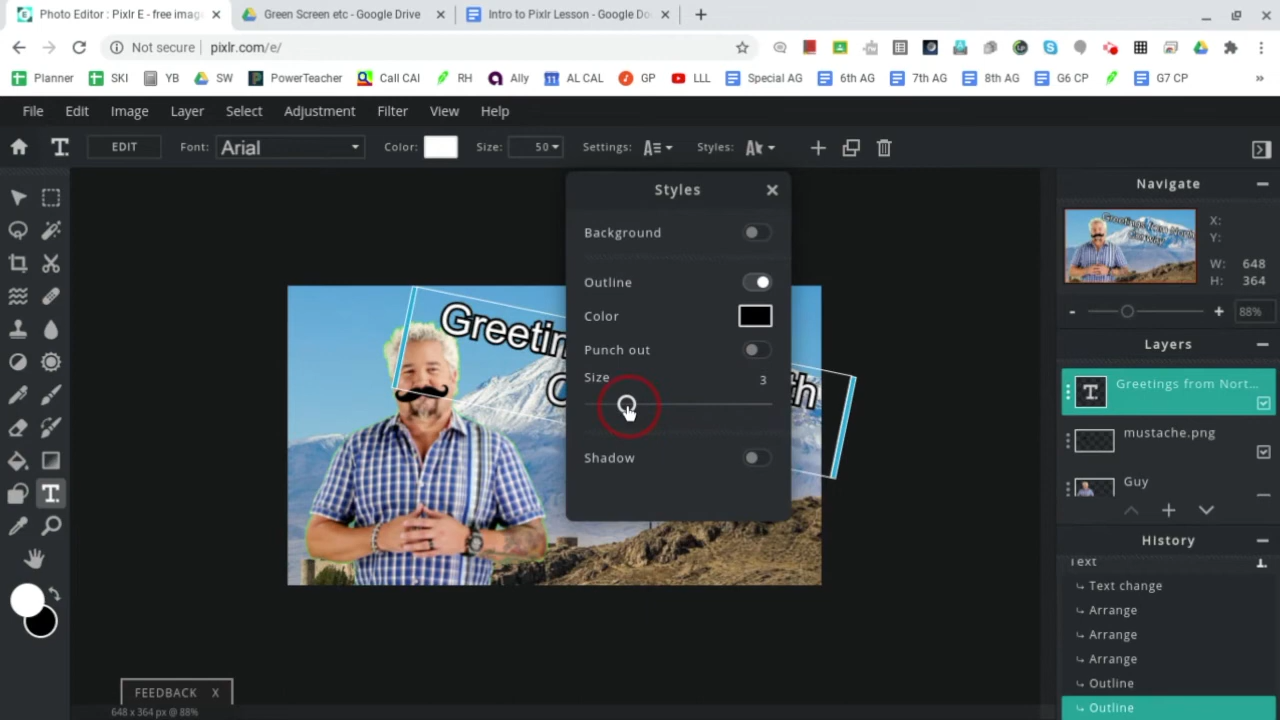 Photo Editor : Pixlr E - free imag
Green Screen etc - Google Drive
Intro to Pixlr Lesson - Google Do
Not secure
pixlr.com/e/
Planner
SKI
YB
SW
PowerTeacher
Call CAI
RH
Ally
AL CAL
GP
LLL
Special AG
6th AG
7th AG
8th AG
G6 CP
G7 CP
»
File
Edit
Image
Layer
Select
Adjustment
Filter
View
Help
EDIT
Font:
Arial
Color:
Size:
50
Settings:
Styles:
Styles
Background
Outline
Color
Punch out
Size
3
Shadow
Greetin
th
Navigate
X:
Y:
W: 648
H: 364
- + 88%
Layers
Greetings from Nort...
mustache.png
Guy
History
Text
Text change
Arrange
Arrange
Arrange
Outline
Outline
FEEDBACK X
648 x 364 px @ 88%